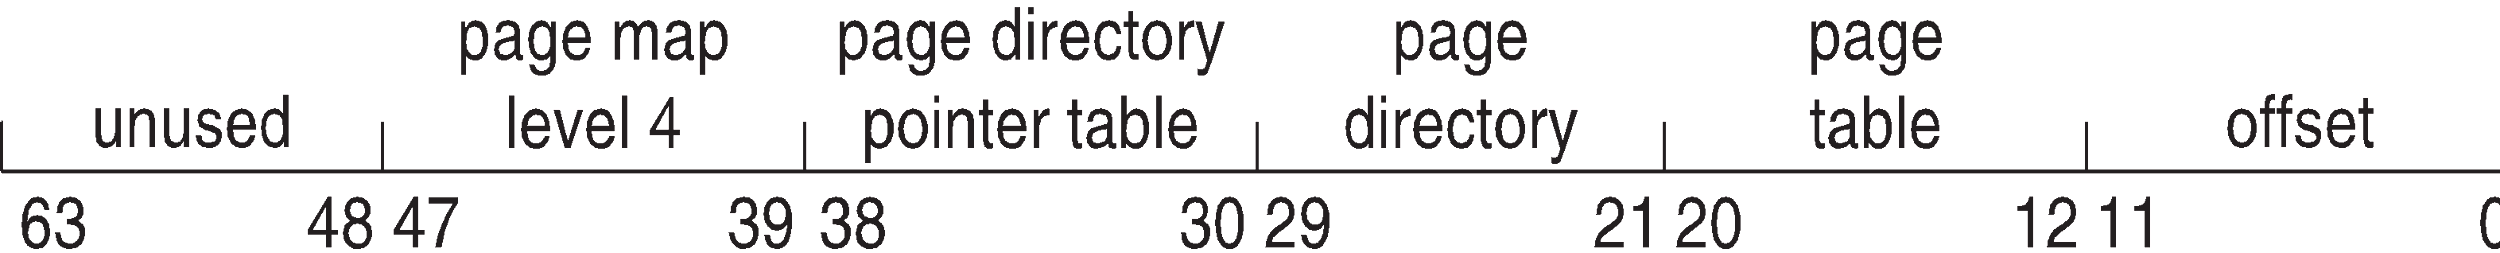 page map page directory page page
unused level 4 pointer table directory table offset
63 48 47 39 38 30 29 21 20 12 11 0